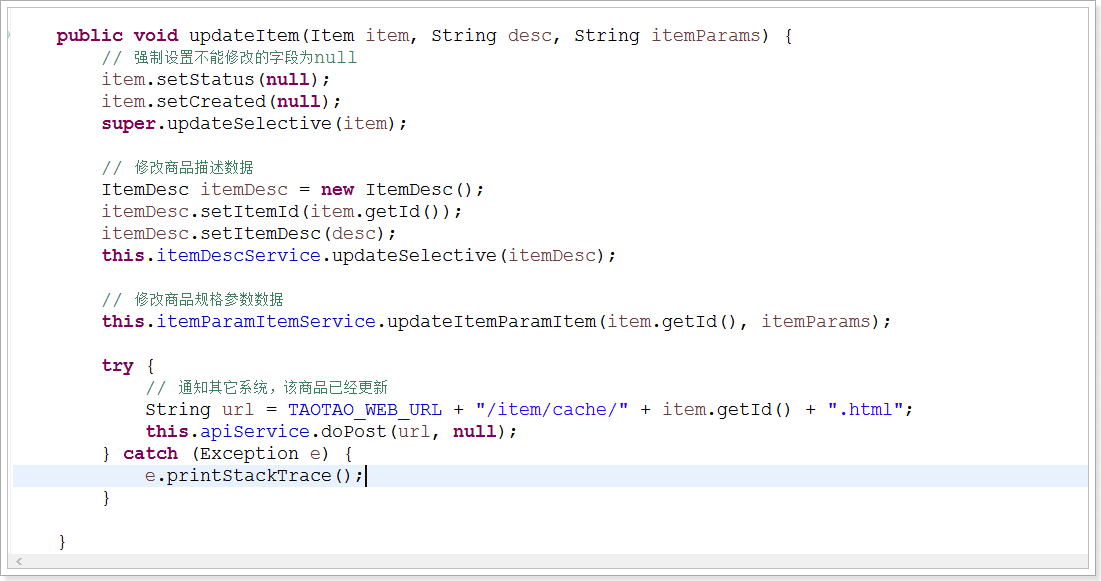 public void updateItem(Item item, String desc, String itemParams) {
// 强制设置不能修改的字段为null
item.setStatus(null);
item.setCreated(null);
super.updateSelective(item);
// 修改商品描述数据
ItemDesc itemDesc = new ItemDesc();
itemDesc.setItemId(item.getId());
itemDesc.setItemDesc(desc);
this.itemDescService.updateSelective(itemDesc);
// 修改商品规格参数数据
this.itemParamItemService.updateItemParamItem(item.getId(), itemParams);
try {
// 通知其它系统，该商品已经更新
String url = TAOTAO_WEB_URL + "/item/cache/" + item.getId() + ".html";
this.apiService.doPost(url, null);
} catch (Exception e) {
e.printStackTrace();
}
}